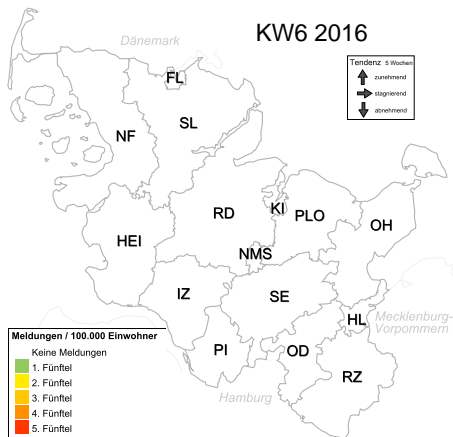 KW6 2016
Dänemark
Tendenz 5 Wochen
zunehmend
stagnierend
abnehmend
FL
SL
NF
RD
KI
PLO
OH
HEI
NMS
IZ
SE
HL
Mecklenburg-
Vorpommern
PI
OD
RZ
Hamburg
Meldungen / 100.000 Einwohner
Keine Meldungen
1. Fünftel
2. Fünftel
3. Fünftel
4. Fünftel
5. Fünftel